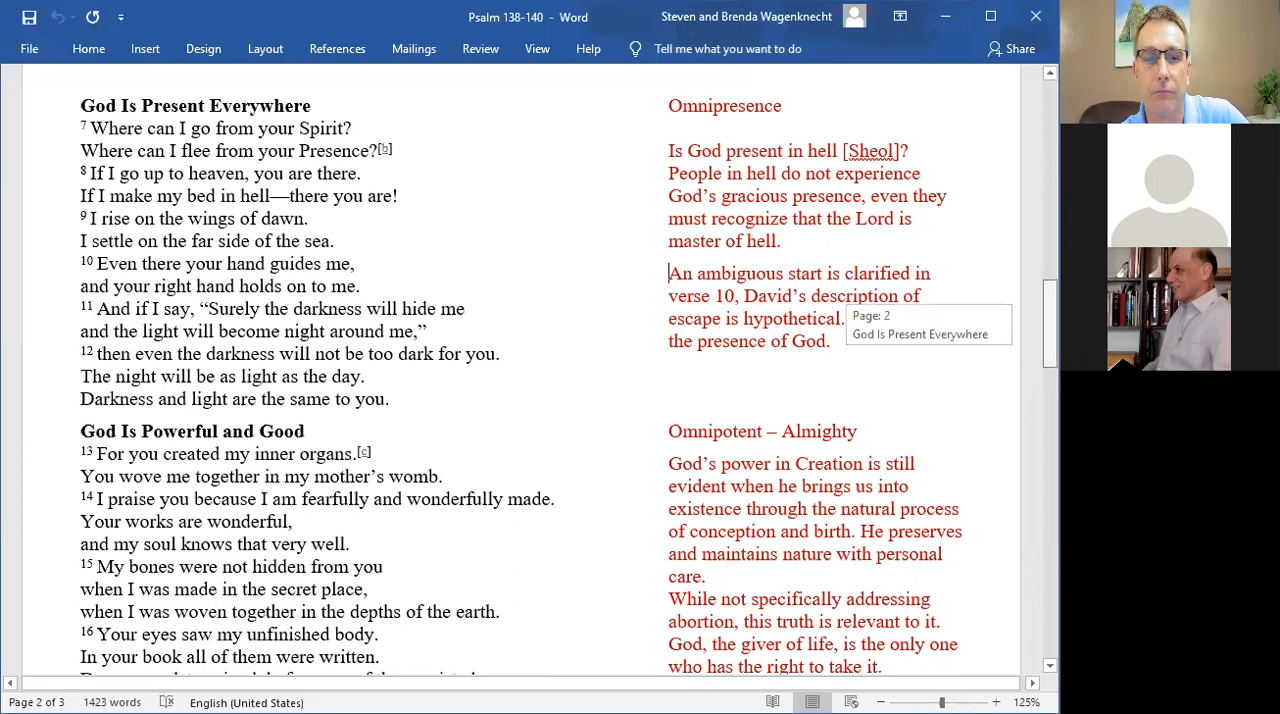 Psalm 138-140 - Word
Steven and Brenda Wagenknecht
File Home Insert Design Layout References Mailings Review View Help Tell me what you want to do Share
God Is Present Everywhere
7 Where can I go from your Spirit?
Where can I flee from your Presence?[b]
8 If I go up to heaven, you are there.
If I make my bed in hell—there you are!
9 I rise on the wings of dawn.
I settle on the far side of the sea.
10 Even there your hand guides me,
and your right hand holds on to me.
11 And if I say, “Surely the darkness will hide me
and the light will become night around me,”
12 then even the darkness will not be too dark for you.
The night will be as light as the day.
Darkness and light are the same to you.
God Is Powerful and Good
13 For you created my inner organs.[c]
You wove me together in my mother’s womb.
14 I praise you because I am fearfully and wonderfully made.
Your works are wonderful,
and my soul knows that very well.
15 My bones were not hidden from you
when I was made in the secret place,
when I was woven together in the depths of the earth.
16 Your eyes saw my unfinished body.
In your book all of them were written.
Omnipresence
Is God present in hell [Sheol]?
People in hell do not experience
God’s gracious presence, even they
must recognize that the Lord is
master of hell.
An ambiguous start is clarified in
verse 10, David’s description of
escape is hypothetical.
the presence of God.
Page: 2
God Is Present Everywhere
Omnipotent – Almighty
God’s power in Creation is still
evident when he brings us into
existence through the natural process
of conception and birth. He preserves
and maintains nature with personal
care.
While not specifically addressing
abortion, this truth is relevant to it.
God, the giver of life, is the only one
who has the right to take it.
Page 2 of 3 1423 words English (United States) 125%